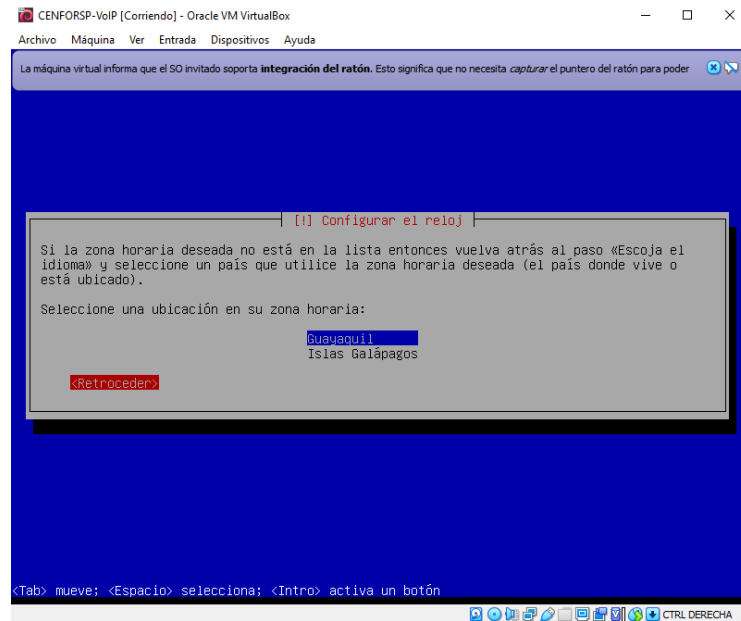 CENFORSP-VoIP [Corriendo] - Oracle VM VirtualBox
Archivo Máquina Ver Entrada Dispositivos Ayuda
La máquina virtual informa que el SO invitado soporta integración del ratón. Esto significa que no necesita capturar el puntero del ratón para poder
[!] Configurar el reloj
Si la zona horaria deseada no está en la lista entonces vuelva atrás al paso «Escoja el
idioma» y seleccione un país que utilice la zona horaria deseada (el país donde vive o
está ubicado).
Seleccione una ubicación en su zona horaria:
Guayaquil
Islas Galápagos
<Retroceder>
<Tab> mueve; <Espacio> selecciona; <Intro> activa un botón
CTRL DERECHA